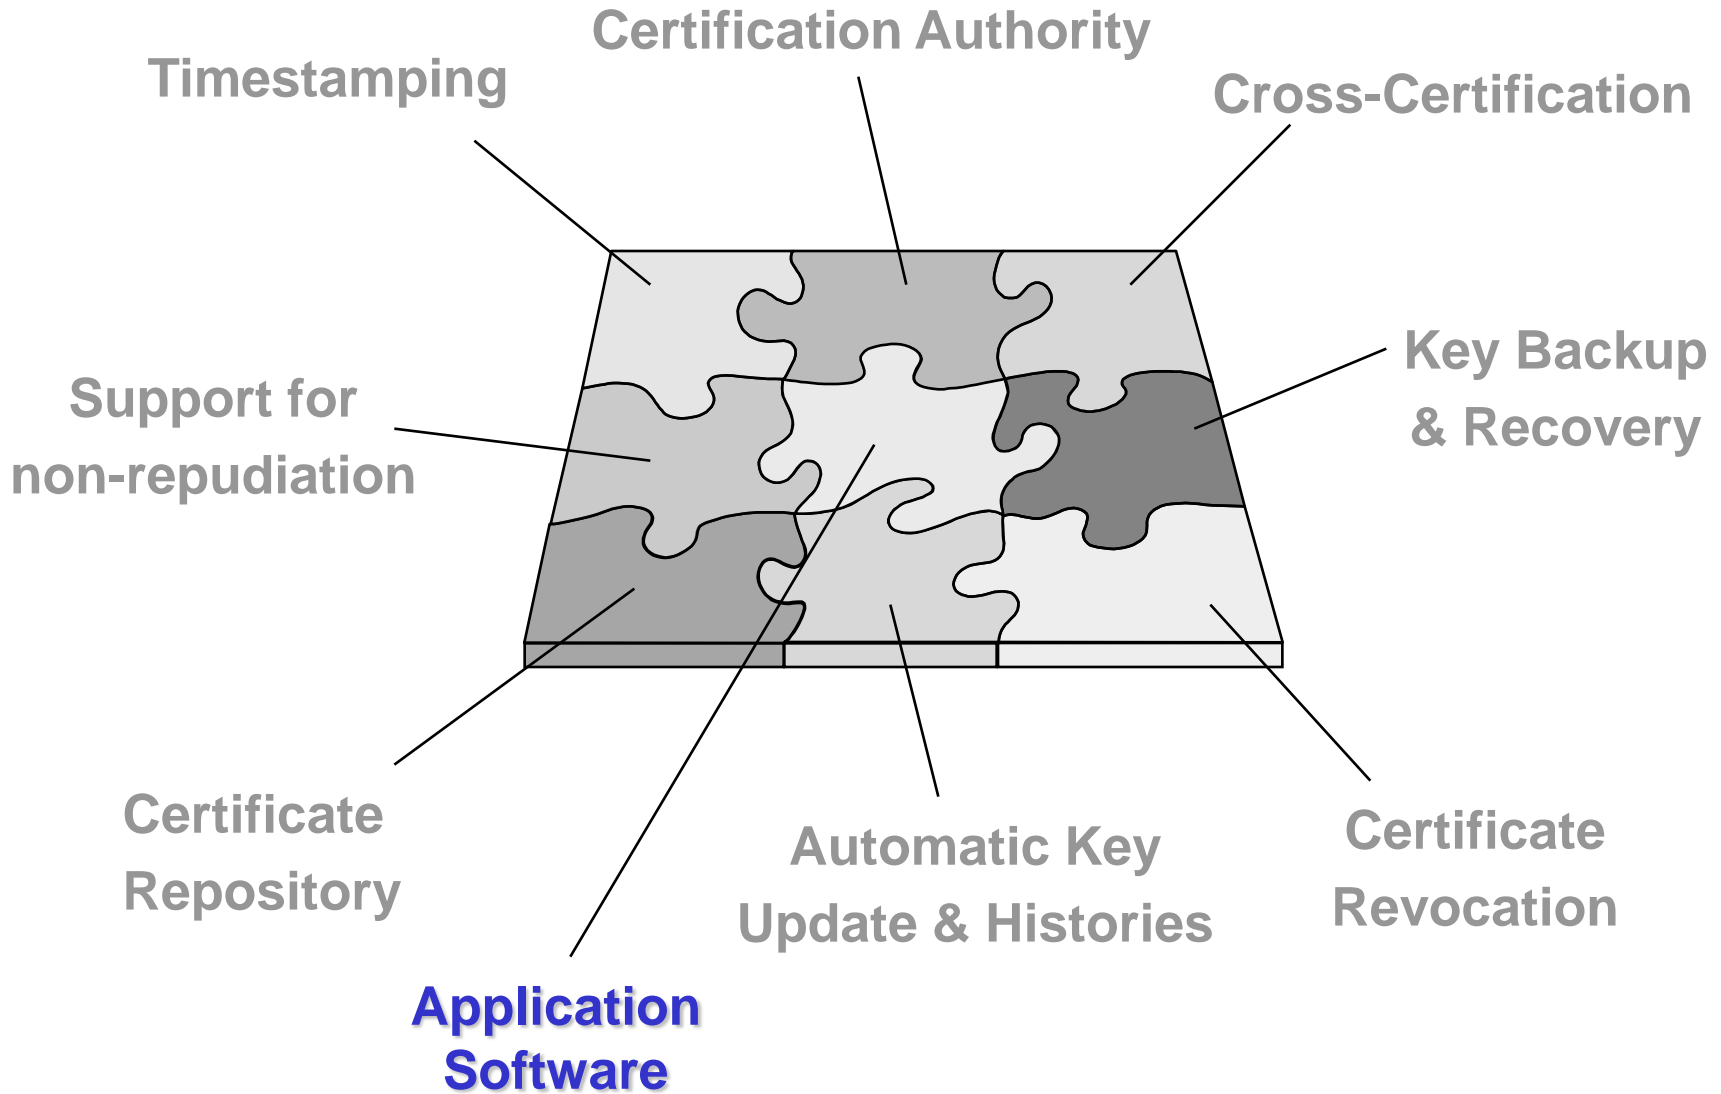 Certification Authority
Timestamping
Cross-Certification
Key Backup
& Recovery
Support for
non-repudiation
Certificate
Repository
Automatic Key
Update & Histories
Certificate
Revocation
Application
Software